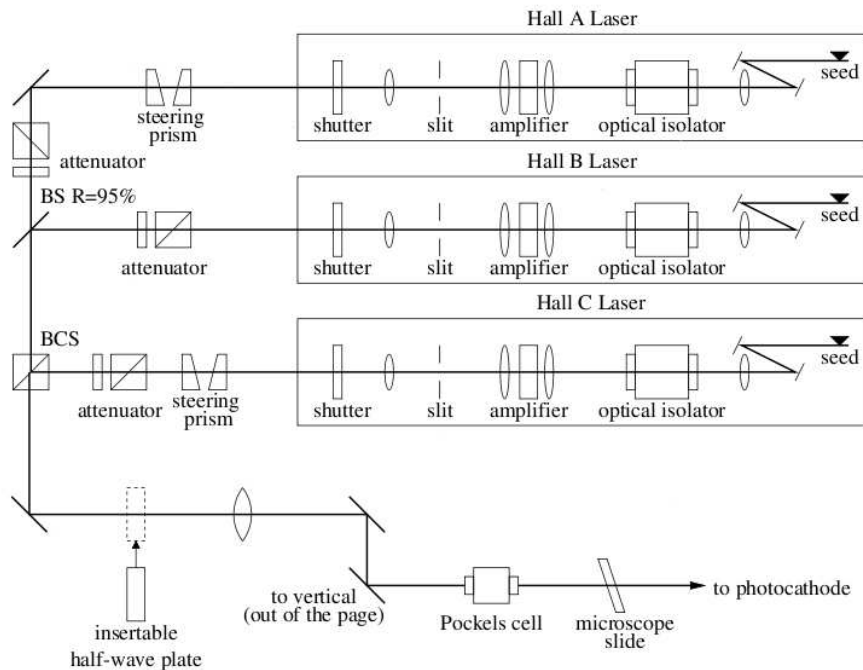 Hall A Laser
seed
steering
prism
shutter
slit
amplifier
optical isolator
attenuator
Hall B Laser
BS R=95%
seed
attenuator
shutter
slit
amplifier
optical isolator
Hall C Laser
BCS
seed
attenuator
steering
prism
shutter
slit
amplifier
optical isolator
to vertical
(out of the page)
to photocathode
Pockels cell
microscope
slide
insertable
half-wave plate